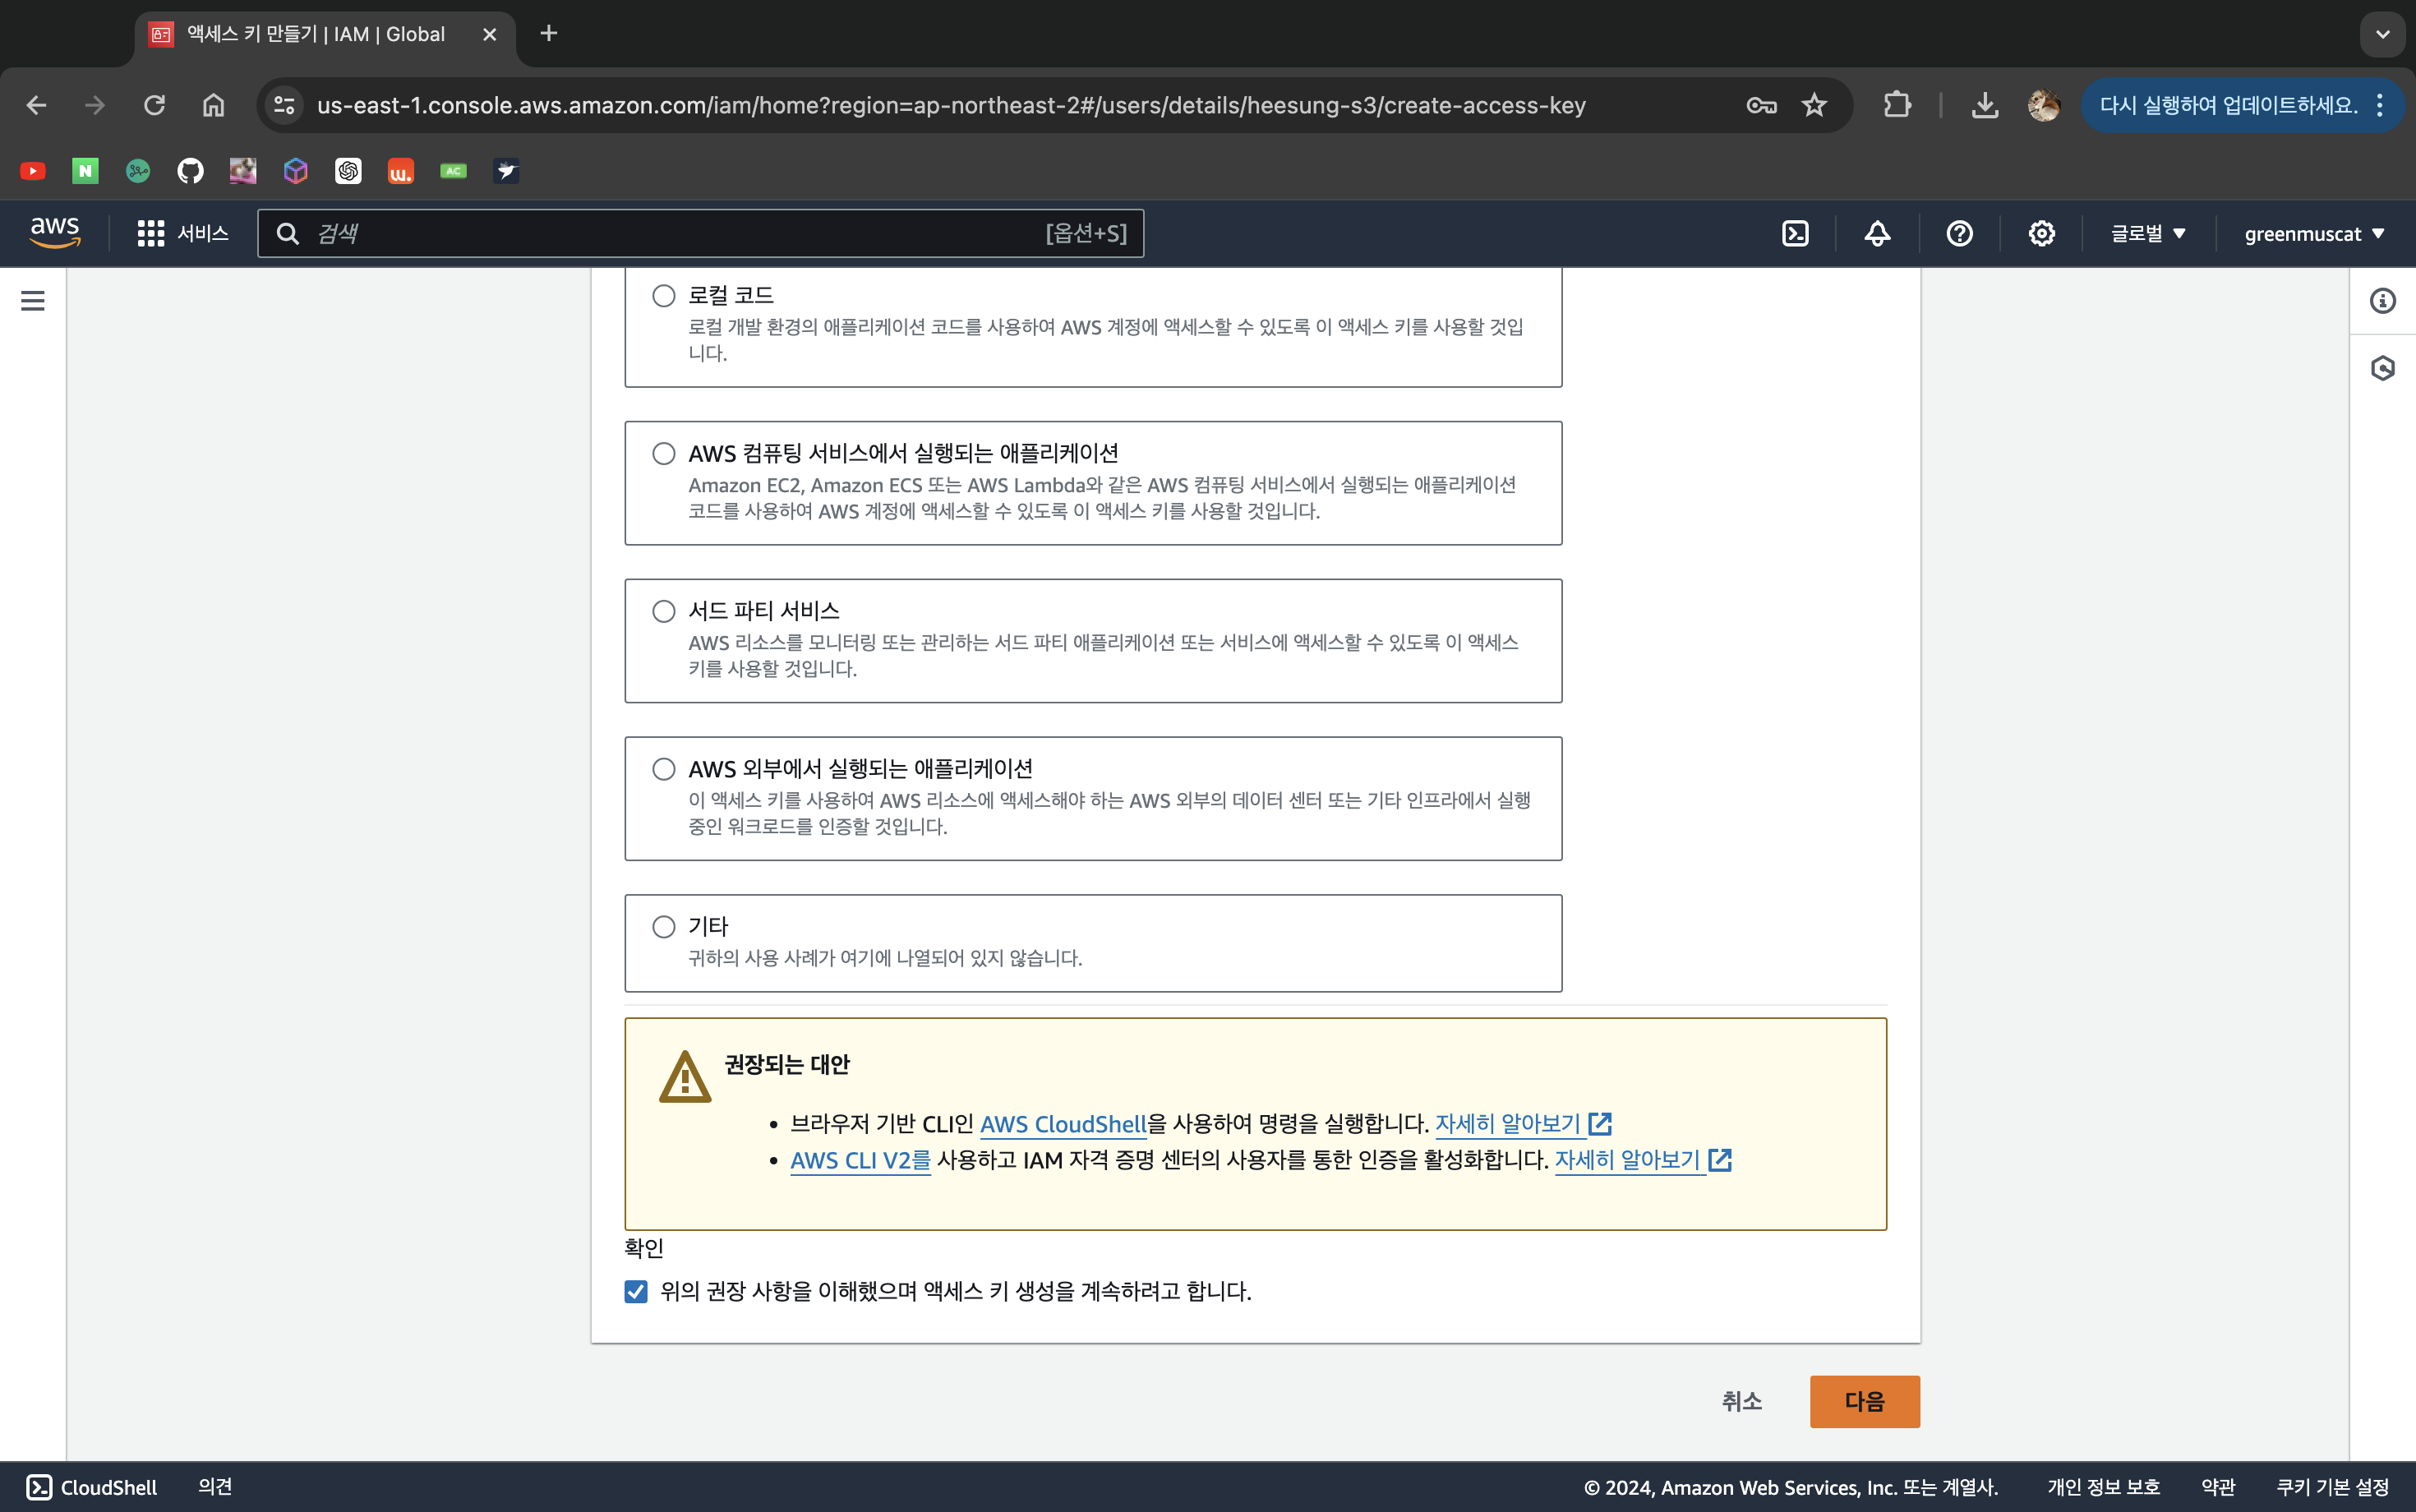 액세스 키 만들기 | IAM | Global
us-east-1.console.aws.amazon.com/iam/home?region=ap-northeast-2#/users/details/heesung-s3/create-access-key
다시 실행하여 업데이트하세요.
N
w.
AC
aws
서비스
검색
[옵션+S]
글로벌
greenmuscat
로컬 코드
로컬 개발 환경의 애플리케이션 코드를 사용하여 AWS 계정에 액세스할 수 있도록 이 액세스 키를 사용할 것입
니다.
AWS 컴퓨팅 서비스에서 실행되는 애플리케이션
Amazon EC2, Amazon ECS 또는 AWS Lambda와 같은 AWS 컴퓨팅 서비스에서 실행되는 애플리케이션
코드를 사용하여 AWS 계정에 액세스할 수 있도록 이 액세스 키를 사용할 것입니다.
서드 파티 서비스
AWS 리소스를 모니터링 또는 관리하는 서드 파티 애플리케이션 또는 서비스에 액세스할 수 있도록 이 액세스
키를 사용할 것입니다.
AWS 외부에서 실행되는 애플리케이션
이 액세스 키를 사용하여 AWS 리소스에 액세스해야 하는 AWS 외부의 데이터 센터 또는 기타 인프라에서 실행
중인 워크로드를 인증할 것입니다.
기타
귀하의 사용 사례가 여기에 나열되어 있지 않습니다.
권장되는 대안
• 브라우저 기반 CLI인 AWS CloudShell을 사용하여 명령을 실행합니다. 자세히 알아보기
• AWS CLI V2를 사용하고 IAM 자격 증명 센터의 사용자를 통한 인증을 활성화합니다. 자세히 알아보기
확인
위의 권장 사항을 이해했으며 액세스 키 생성을 계속하려고 합니다.
취소
다음
CloudShell
의견
© 2024, Amazon Web Services, Inc. 또는 계열사.
개인 정보 보호
약관
쿠키 기본 설정